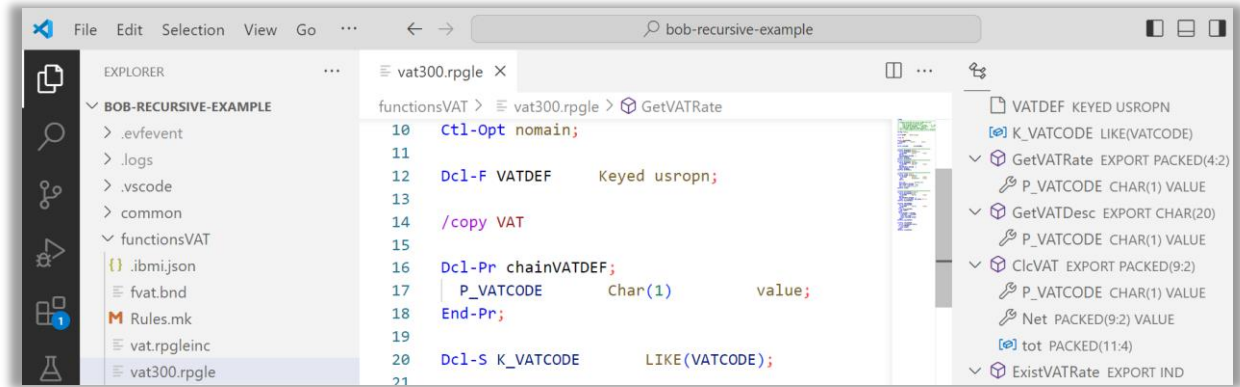 File Edit Selection View Go ··· ← → bob-recursive-example
EXPLORER ···
BOB-RECURSIVE-EXAMPLE
.evfevent
.logs
.vscode
common
functionsVAT
{} .ibmi.json
fvat.bnd
M Rules.mk
vat.rpgleinc
vat300.rpgle
1
vat300.rpgle × ···
functionsVAT > vat300.rpgle > GetVATRate
10 Ctl-Opt nomain;
11
12 Dcl-F VATDEF Keyed usropn;
13
14 /copy VAT
15
16 Dcl-Pr chainVATDEF;
17 P_VATCODE Char(1) value;
18 End-Pr;
19
20 Dcl-S K_VATCODE LIKE(VATCODE);
21
VATDEF KEYED USROPN
K_VATCODE LIKE(VATCODE)
GetVATRate EXPORT PACKED(4:2)
P_VATCODE CHAR(1) VALUE
GetVATDesc EXPORT CHAR(20)
P_VATCODE CHAR(1) VALUE
ClcVAT EXPORT PACKED(9:2)
P_VATCODE CHAR(1) VALUE
Net PACKED(9:2) VALUE
tot PACKED(11:4)
ExistVATRate EXPORT IND